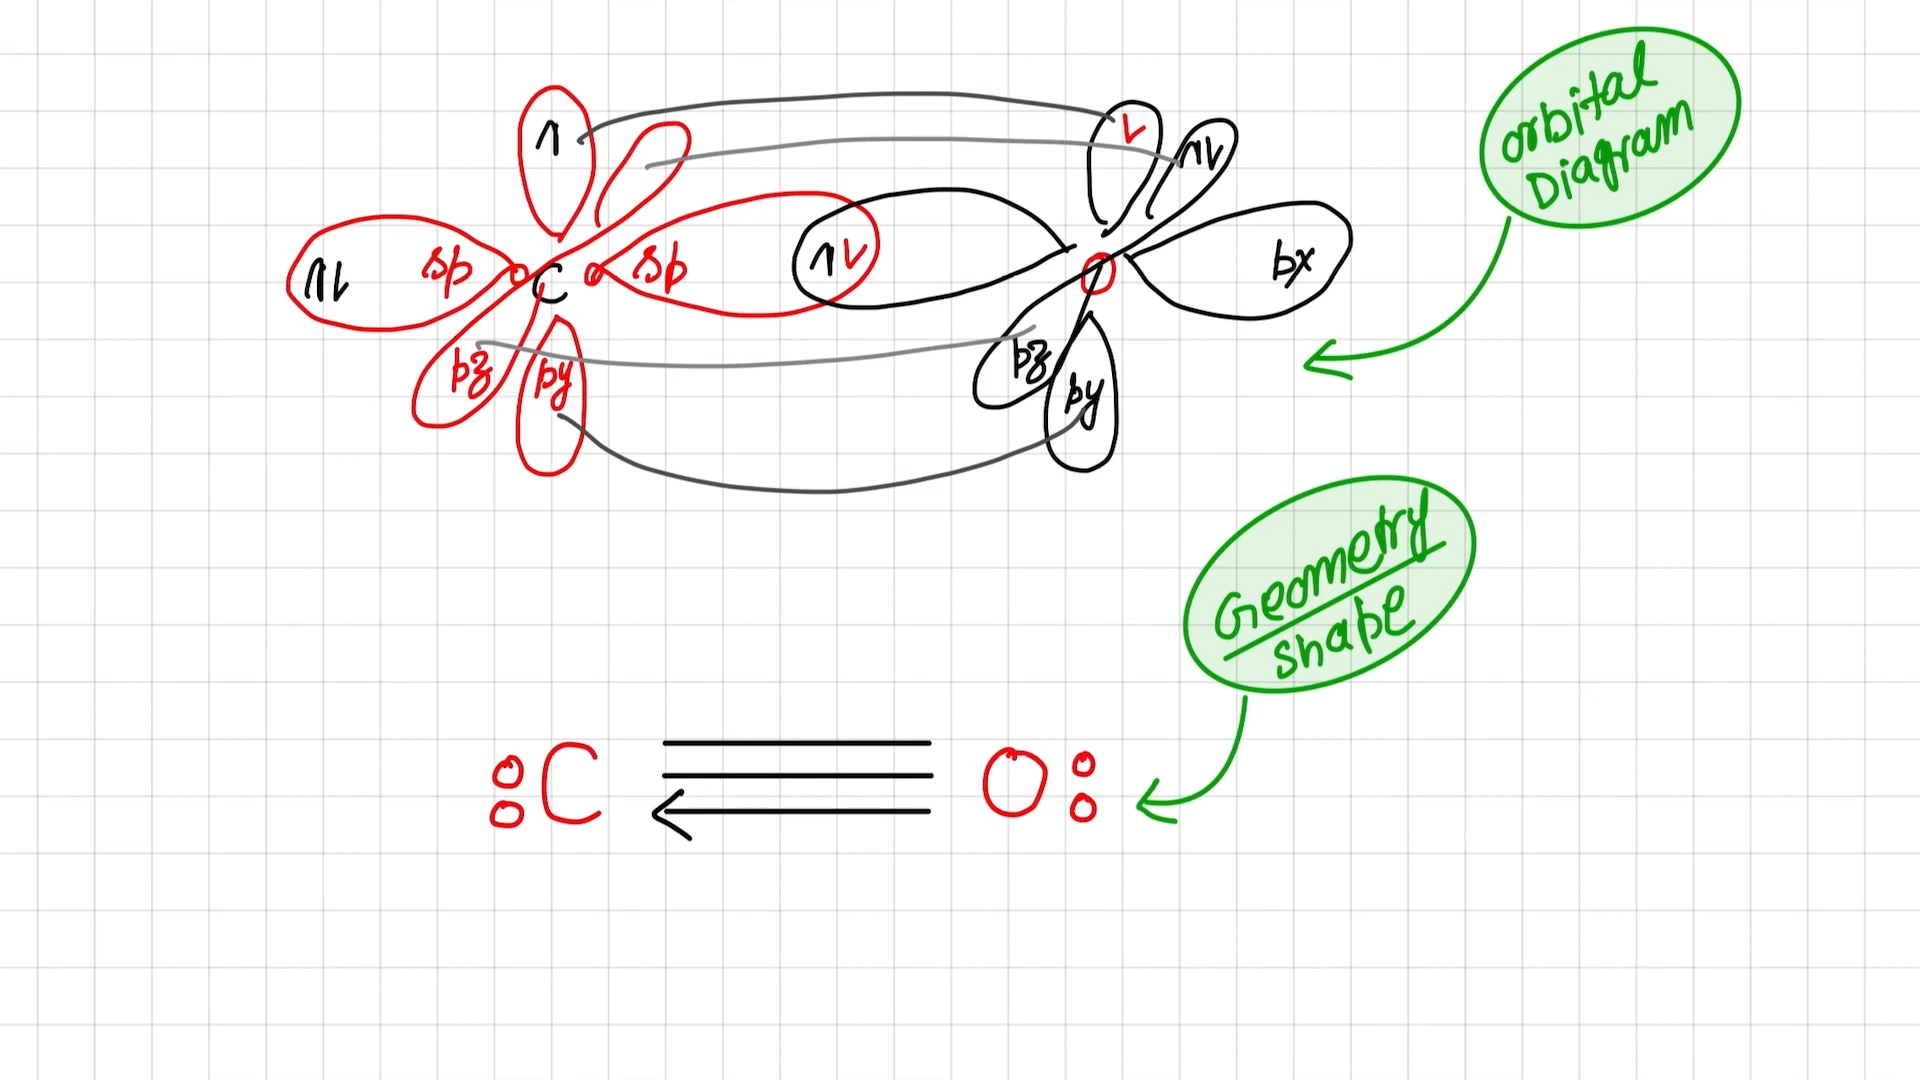 orbital
Diagram
↿
⇂
↿⇂
↿⇂ sp C sp ↿⇂ O px
pz py pz py
Geometry
shape
:C O: